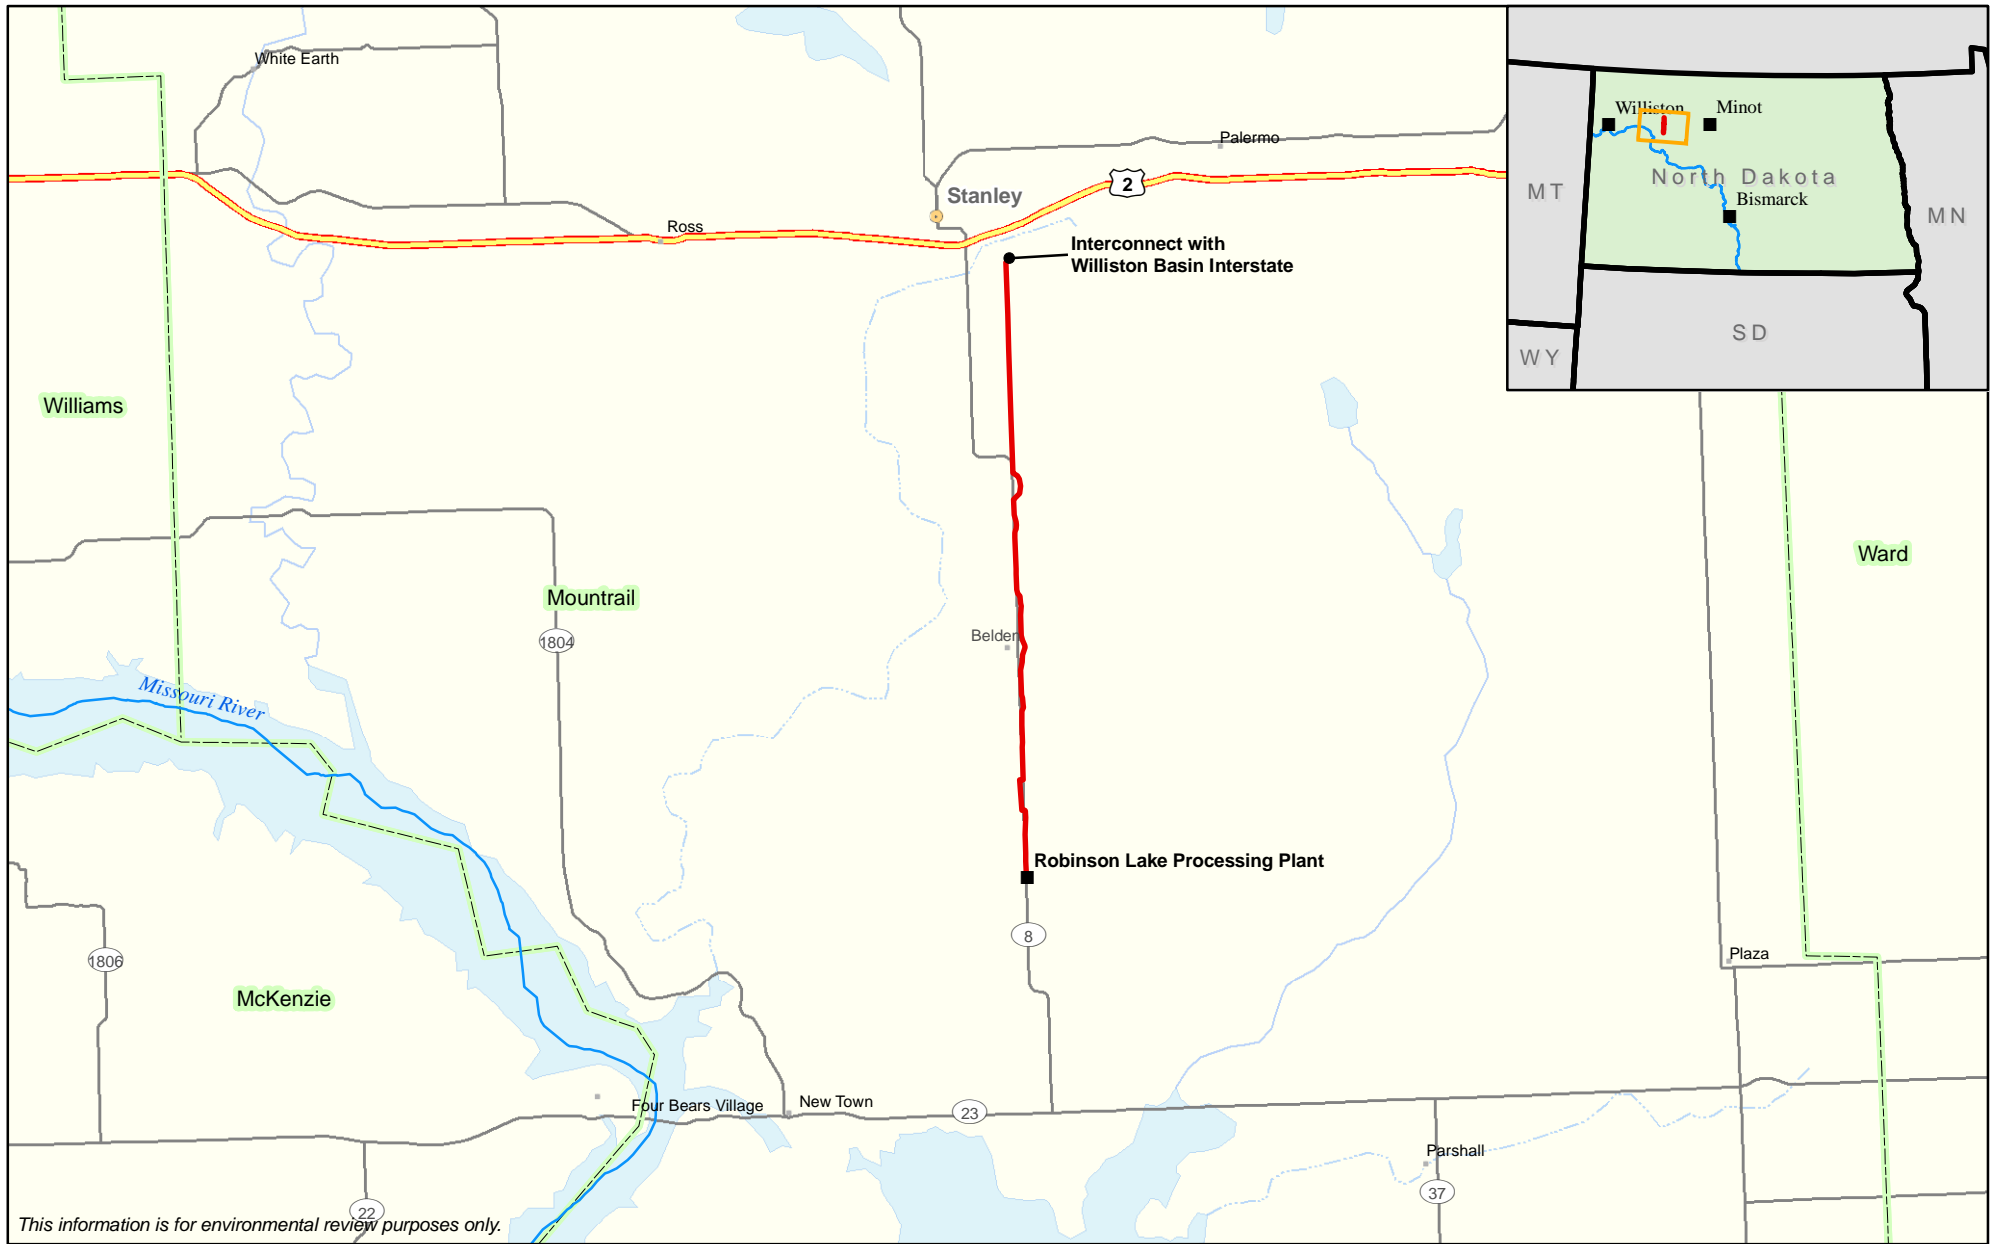 White Earth
Palermo
2
Stanley
Ross
Interconnect with
Williston Basin Interstate
Williams
Mountrail
Ward
1804
Belden
Missouri River
Robinson Lake Processing Plant
8
1806
McKenzie
Plaza
Four Bears Village
New Town
23
Parshall
37
22
This information is for environmental review purposes only.
Williston
Minot
North Dakota
MT
Bismarck
MN
SD
WY